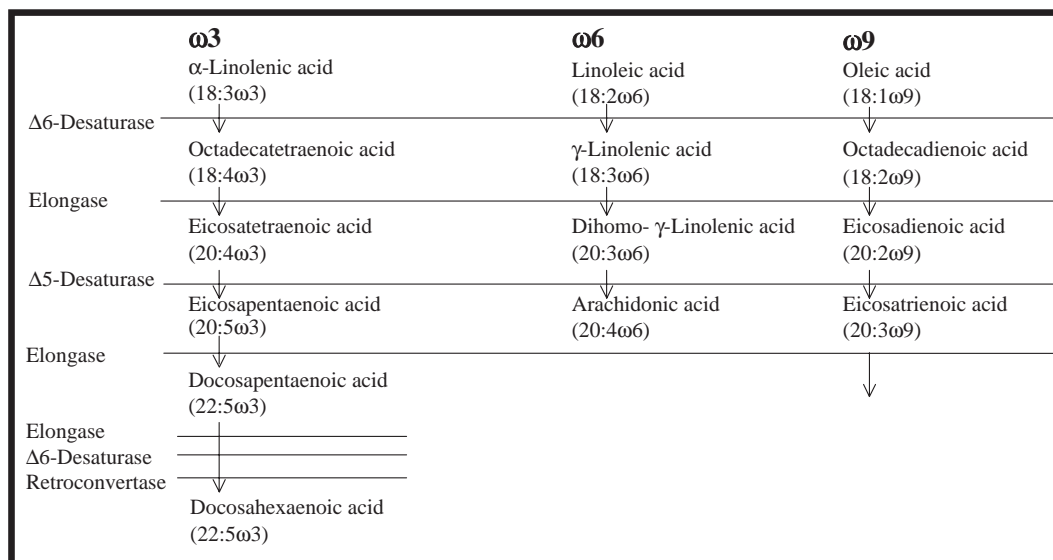 ω3 ω6 ω9
α-Linolenic acid Linoleic acid Oleic acid
(18:3ω3) (18:2ω6) (18:1ω9)
Δ6-Desaturase
Octadecatetraenoic acid γ-Linolenic acid Octadecadienoic acid
(18:4ω3) (18:3ω6) (18:2ω9)
Elongase
Eicosatetraenoic acid Dihomo- γ-Linolenic acid Eicosadienoic acid
(20:4ω3) (20:3ω6) (20:2ω9)
Δ5-Desaturase
Eicosapentaenoic acid Arachidonic acid Eicosatrienoic acid
(20:5ω3) (20:4ω6) (20:3ω9)
Elongase
Docosapentaenoic acid
(22:5ω3)
Elongase
Δ6-Desaturase
Retroconvertase
Docosahexaenoic acid
(22:5ω3)